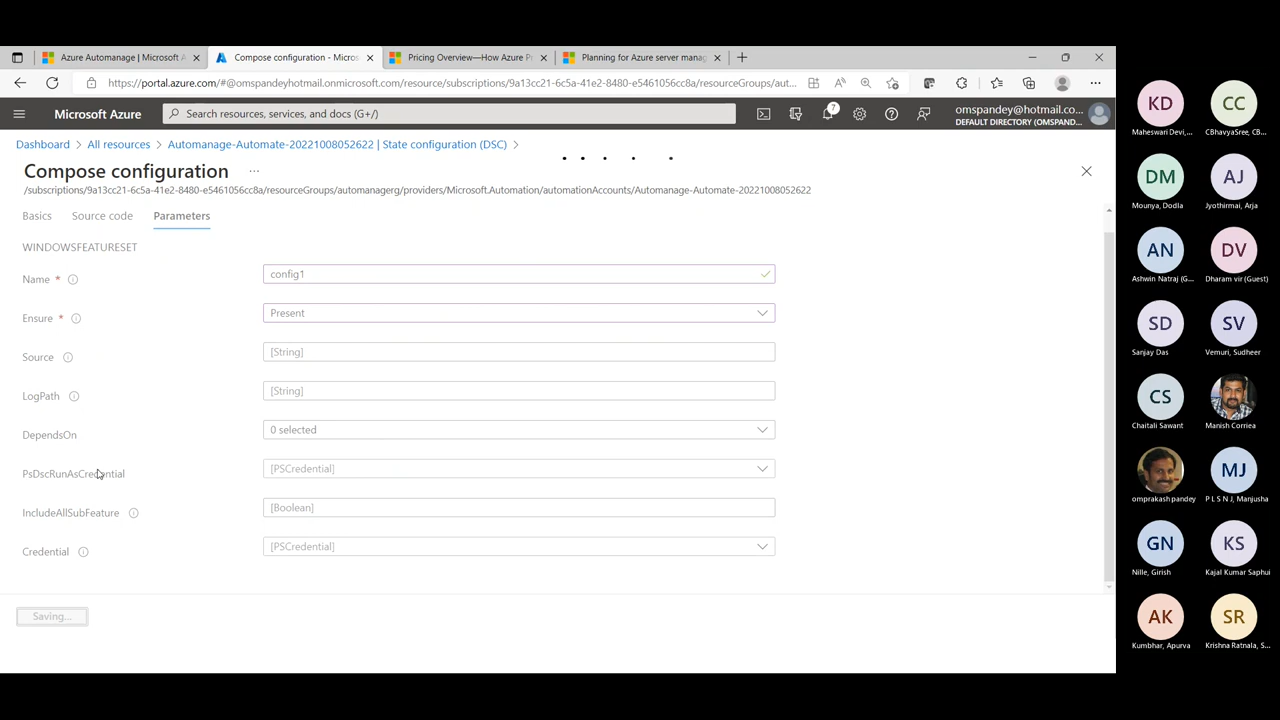 Azure Automanage | Microsoft A
Compose configuration - Micros
Pricing Overview—How Azure P
Planning for Azure server manag
https://portal.azure.com/#@omspandeyhotmail.onmicrosoft.com/resource/subscriptions/9a13cc21-6c5a-41e2-8480-e5461056cc8a/resourceGroups/aut...
Microsoft Azure
Search resources, services, and docs (G+/)
7
omspandey@hotmail.co...
DEFAULT DIRECTORY (OMSPAND...
Dashboard > All resources > Automanage-Automate-20221008052622 | State configuration (DSC) >
Compose configuration ...
/subscriptions/9a13cc21-6c5a-41e2-8480-e5461056cc8a/resourceGroups/automanagerg/providers/Microsoft.Automation/automationAccounts/Automanage-Automate-20221008052622
Basics Source code Parameters
WINDOWSFEATURESET
Name * config1
Ensure * Present
Source [String]
LogPath [String]
DependsOn 0 selected
PsDscRunAsCredential [PSCredential]
IncludeAllSubFeature [Boolean]
Credential [PSCredential]
Saving...
KD CC
Maheswari Devi,... CBhavyaSree, CB...
DM AJ
Mounya, Dodla Jyothirmai, Arja
AN DV
Ashwin Natraj (G... Dharam vir (Guest)
SD SV
Sanjay Das Vemuri, Sudheer
CS
Chaitali Sawant Manish Corriea
MJ
omprakash pandey P L S N J, Manjusha
GN KS
Nille, Girish Kajal Kumar Saphui
AK SR
Kumbhar, Apurva Krishna Ratnala, S...